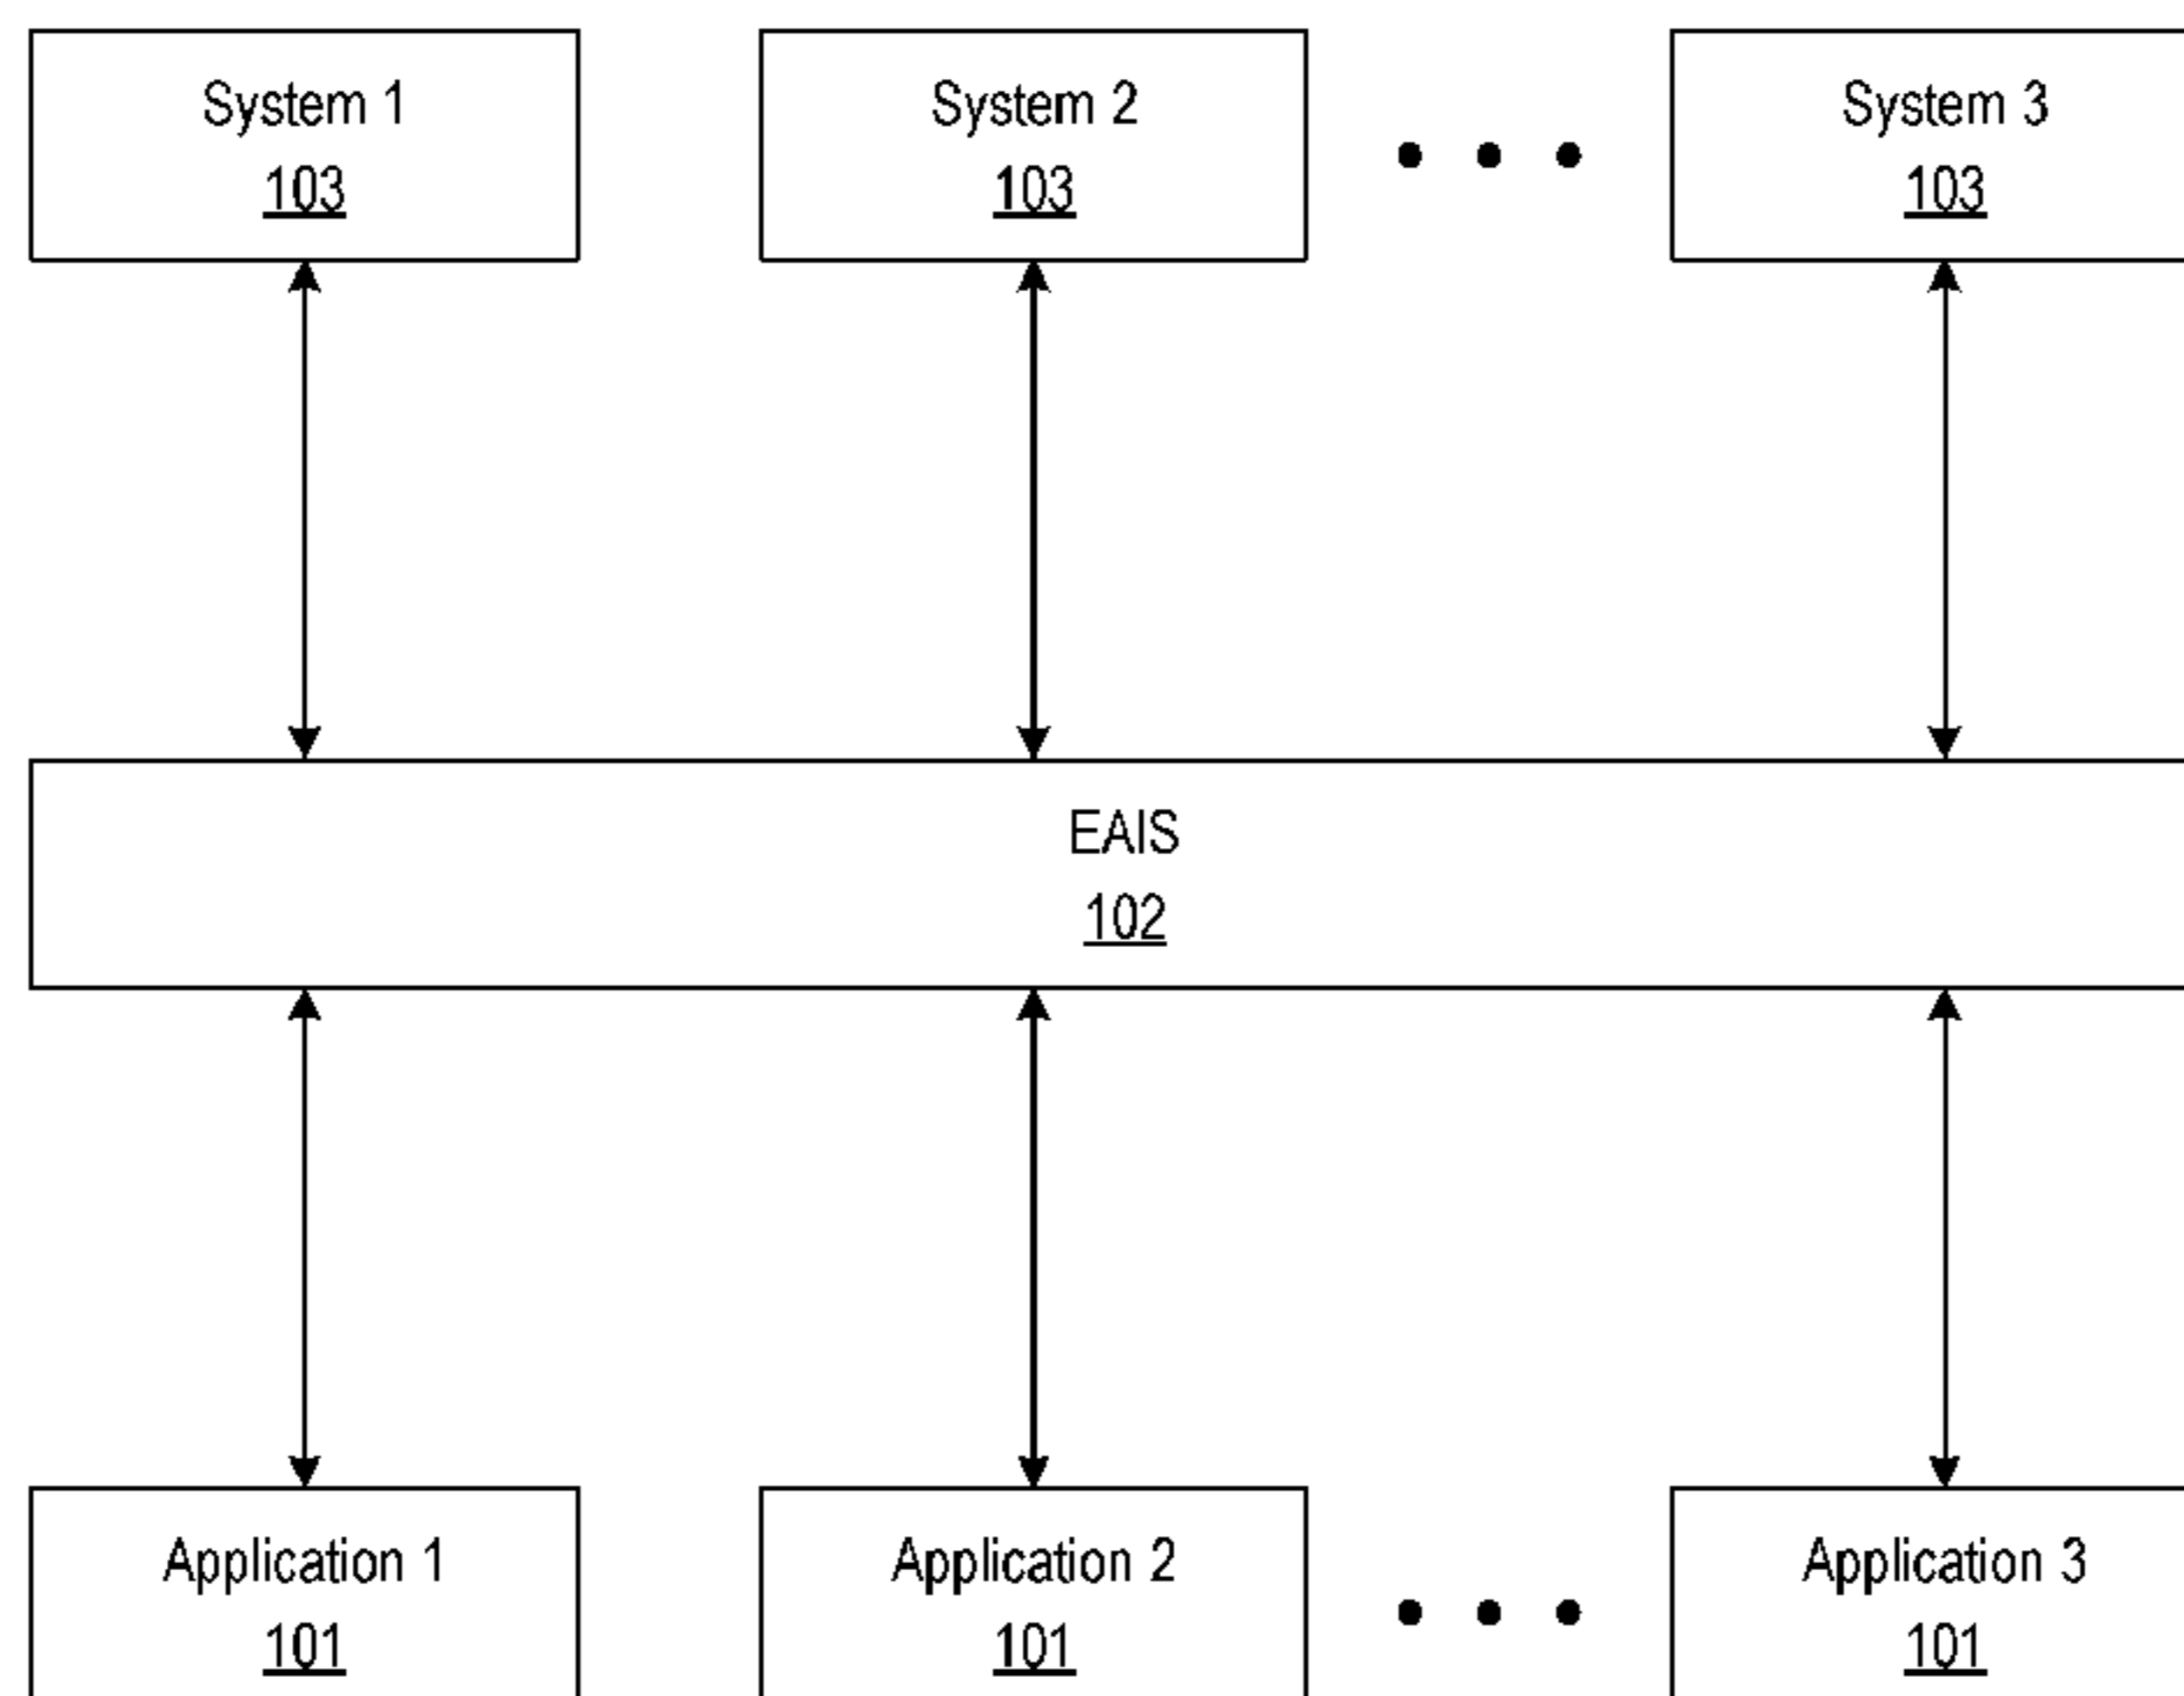 System 1
103
System 2
103
System 3
103
EAIS
102
Application 1
101
Application 2
101
Application 3
101